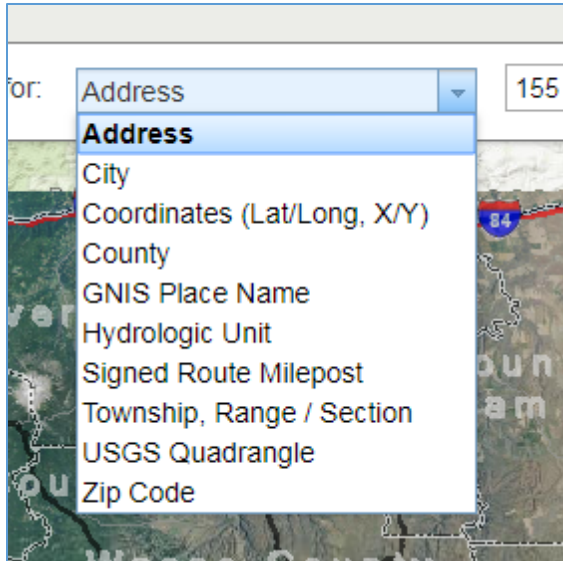 for:
Address
155
Address
City
Coordinates (Lat/Long, X/Y)
84
County
GNIS Place Name
Hydrologic Unit
Signed Route Milepost
Township, Range / Section
USGS Quadrangle
Zip Code